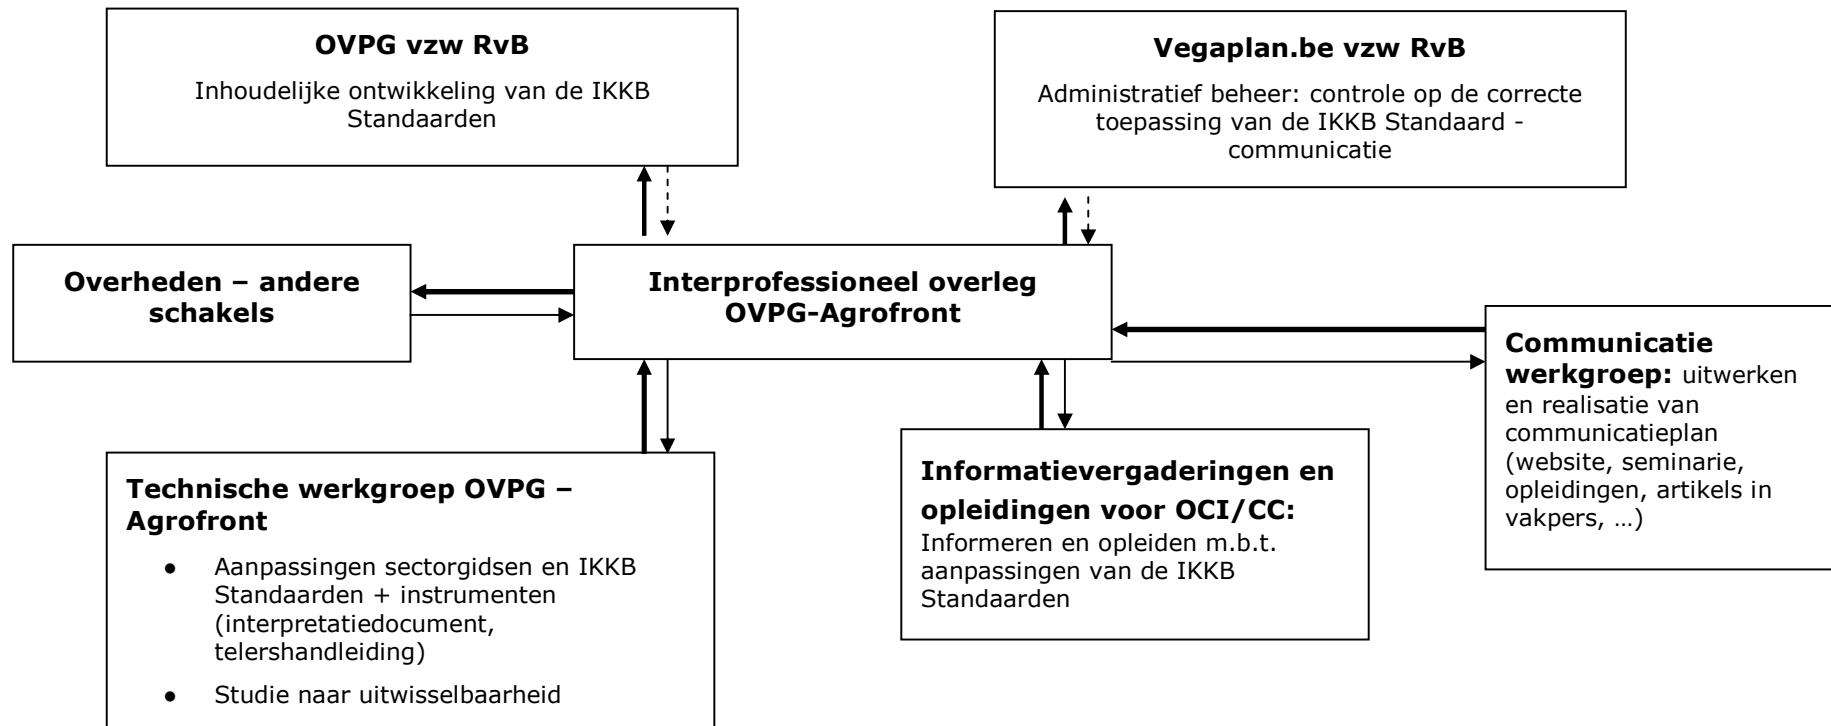 OVPG vzw RvB
Inhoudelijke ontwikkeling van de IKKB
Standaarden
Vegaplan.be vzw RvB
Administratief beheer: controle op de correcte
toepassing van de IKKB Standaard -
communicatie
Overheden – andere
schakels
Interprofessioneel overleg
OVPG-Agrofront
Communicatie
werkgroep: uitwerken
en realisatie van
communicatieplan
(website, seminarie,
opleidingen, artikels in
vakpers, …)
Technische werkgroep OVPG –
Agrofront
● Aanpassingen sectorgidsen en IKKB
Standaarden + instrumenten
(interpretatiedocument,
telershandleiding)
● Studie naar uitwisselbaarheid
Informatievergaderingen en
opleidingen voor OCI/CC:
Informeren en opleiden m.b.t.
aanpassingen van de IKKB
Standaarden